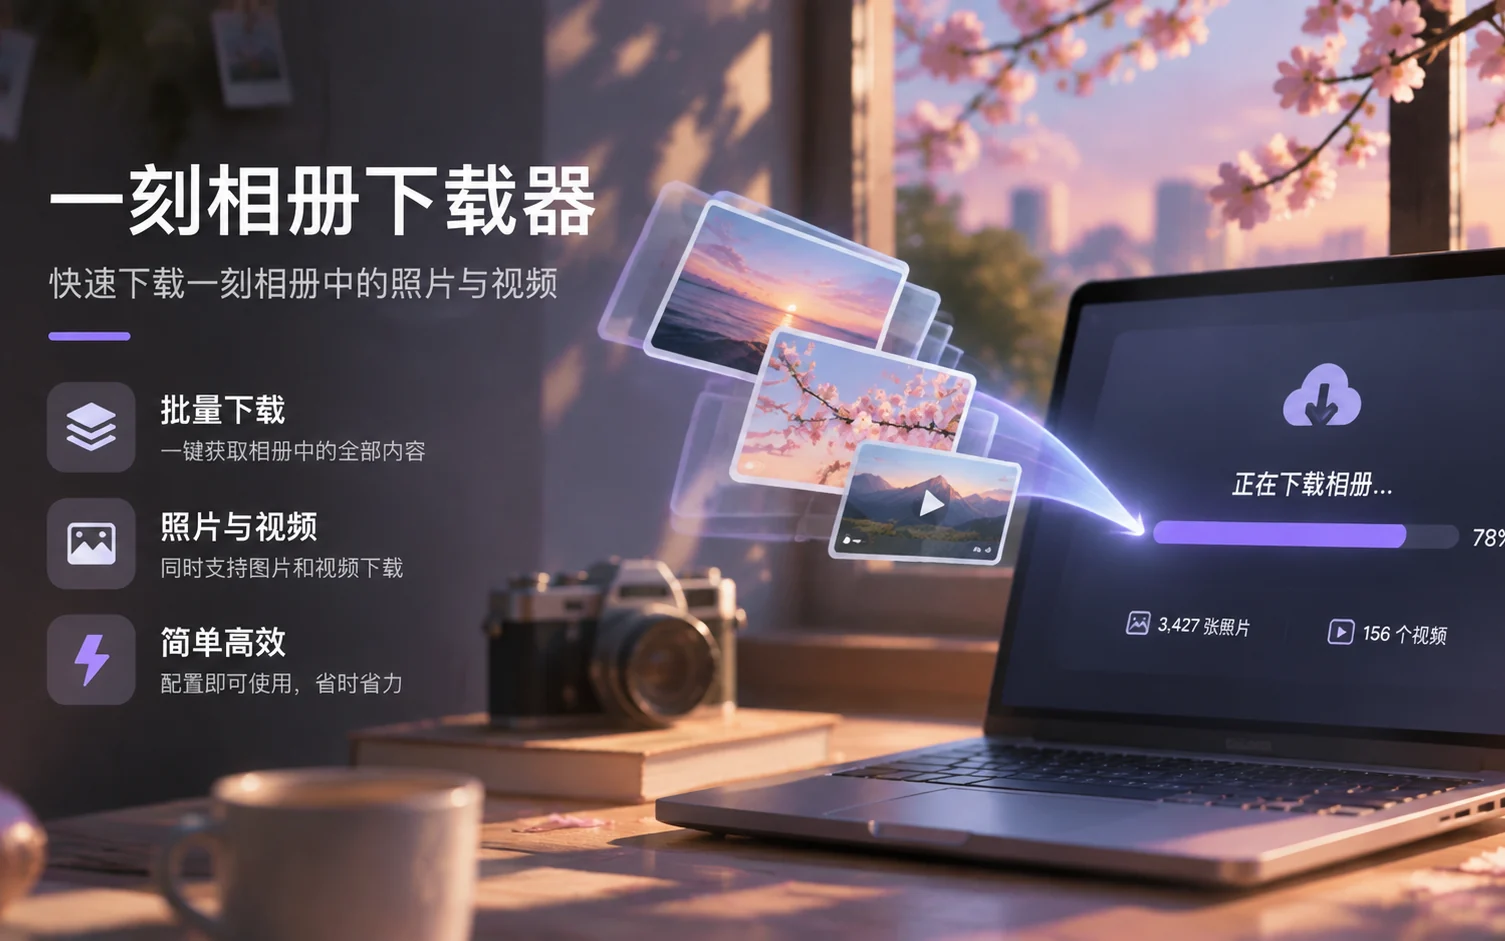 一刻相册下载器
快速下载一刻相册中的照片与视频
批量下载
一键获取相册中的全部内容
照片与视频
同时支持图片和视频下载
简单高效
配置即可使用，省时省力
正在下载相册...
78%
3,427 张照片
156 个视频